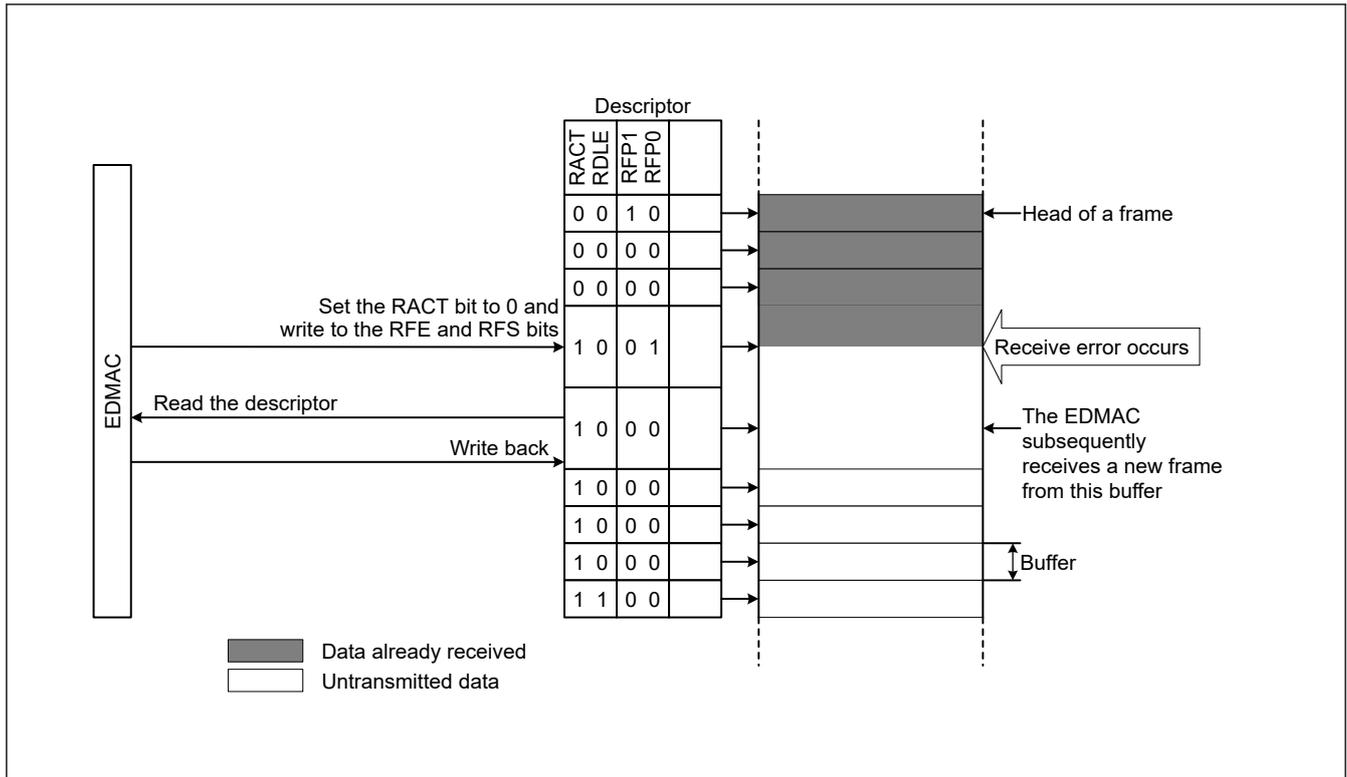 Descriptor
RACT
RDLE
RFP1
RFP0
0 0 1 0
Head of a frame
0 0 0 0
0 0 0 0
Set the RACT bit to 0 and
write to the RFE and RFS bits
1 0 0 1
Receive error occurs
EDMAC
Read the descriptor
1 0 0 0
The EDMAC
subsequently
receives a new frame
from this buffer
Write back
1 0 0 0
1 0 0 0
1 0 0 0
Buffer
1 1 0 0
Data already received
Untransmitted data